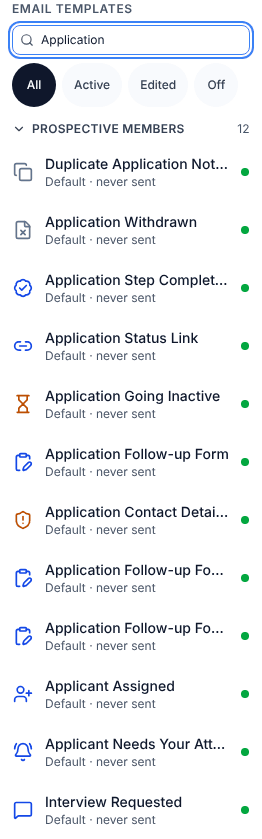 EMAIL TEMPLATES
Application
All Active Edited Off
PROSPECTIVE MEMBERS 12
Duplicate Application Not...
Default · never sent
Application Withdrawn
Default · never sent
Application Step Complet...
Default · never sent
Application Status Link
Default · never sent
Application Going Inactive
Default · never sent
Application Follow-up Form
Default · never sent
Application Contact Detai...
Default · never sent
Application Follow-up Fo...
Default · never sent
Application Follow-up Fo...
Default · never sent
Applicant Assigned
Default · never sent
Applicant Needs Your Att...
Default · never sent
Interview Requested
Default · never sent